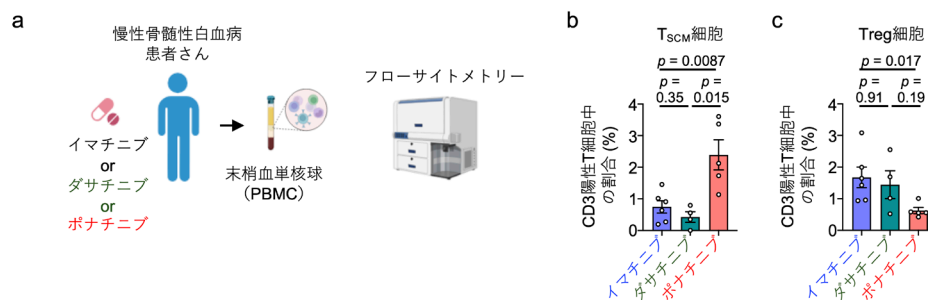 a
慢性骨髄性白血病
患者さん
イマチニブ
or
ダサチニブ
or
ポナチニブ
末梢血単核球
（PBMC）
フローサイトメトリー
b
TSCM細胞
p = 0.0087
p = 0.35
p = 0.015
CD3陽性T細胞中
の割合 (%)
4
3
2
1
0
イマチニブ
ダサチニブ
ポナチニブ
c
Treg細胞
p = 0.017
p = 0.91
p = 0.19
CD3陽性T細胞中
の割合 (%)
4
3
2
1
0
イマチニブ
ダサチニブ
ポナチニブ